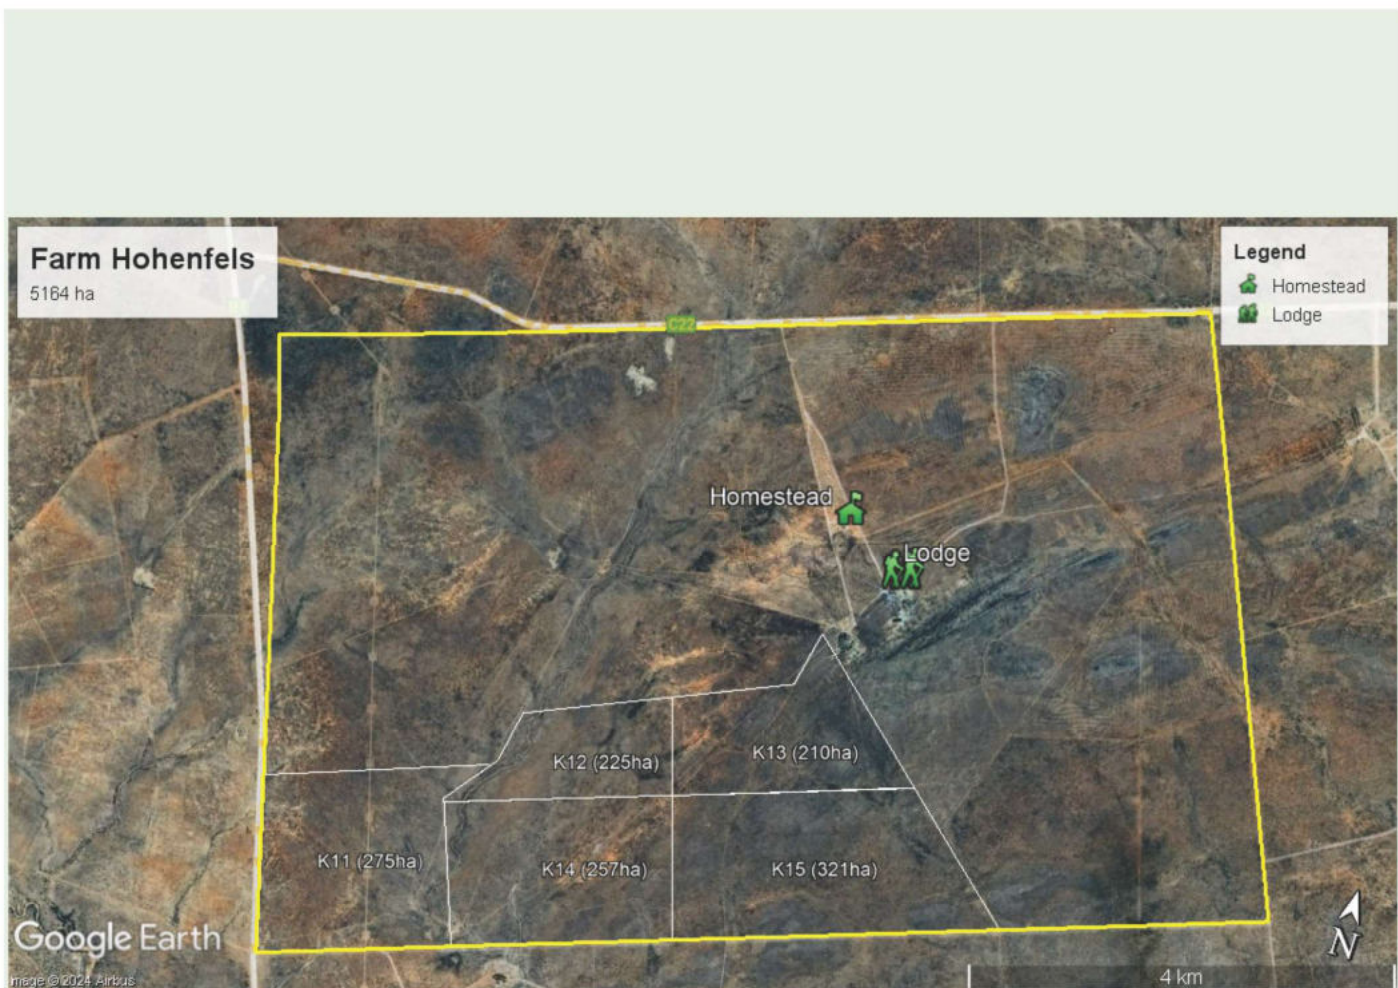 Farm Hohenfels
5164 ha
Legend
Homestead
Lodge
C22
Homestead
Lodge
K12 (225ha)
K13 (210ha)
K11 (275ha)
K14 (257ha)
K15 (321ha)
Google Earth
N
4 km
Image © 2024 Airbus